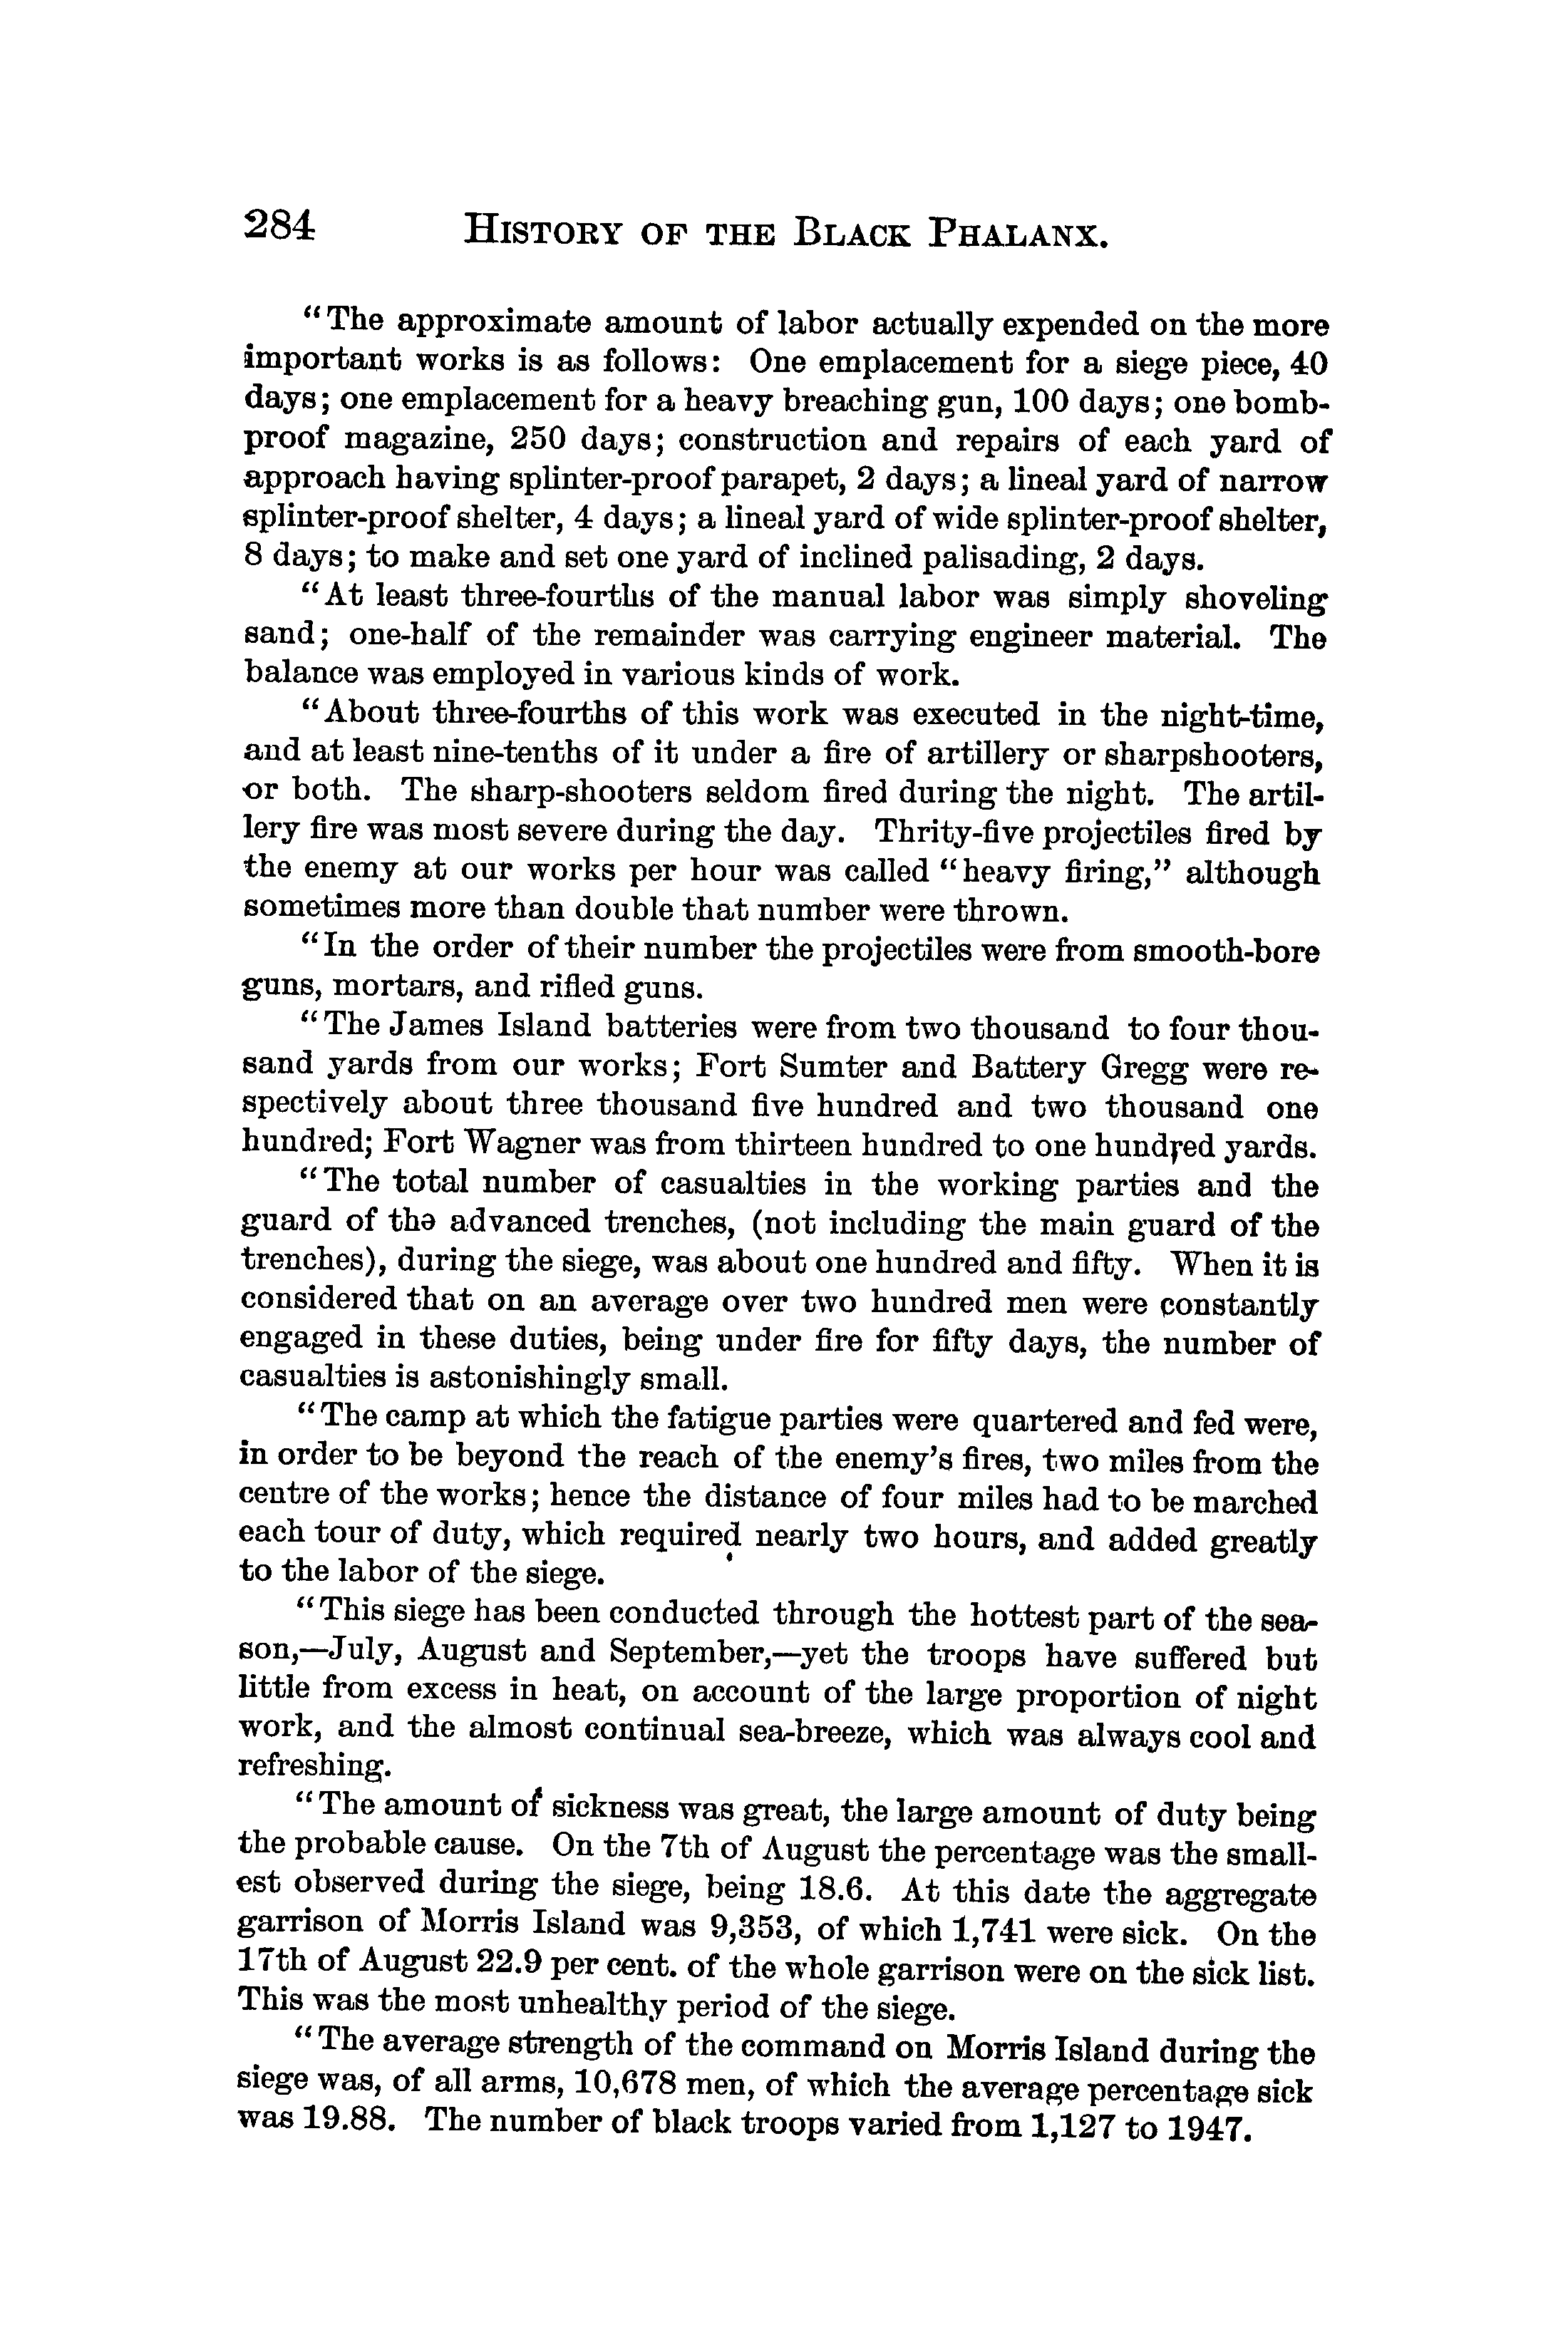 284 HISTORY OF THE BLACK PHALANX.
“The approximate amount of labor actually expended on the more
important works is as follows: One emplacement for a siege piece, 40
days; one emplacement for a heavy breaching gun, 100 days; one bomb-
proof magazine, 250 days; construction and repairs of each yard of
approach having splinter-proof parapet, 2 days; a lineal yard of narrow
splinter-proof shelter, 4 days; a lineal yard of wide splinter-proof shelter,
8 days; to make and set one yard of inclined palisading, 2 days.
“At least three-fourths of the manual labor was simply shoveling
sand; one-half of the remainder was carrying engineer material. The
balance was employed in various kinds of work.
“About three-fourths of this work was executed in the night-time,
and at least nine-tenths of it under a fire of artillery or sharpshooters,
or both. The sharp-shooters seldom fired during the night. The artil-
lery fire was most severe during the day. Thrity-five projectiles fired by
the enemy at our works per hour was called “heavy firing,” although
sometimes more than double that number were thrown.
“In the order of their number the projectiles were from smooth-bore
guns, mortars, and rifled guns.
“The James Island batteries were from two thousand to four thou-
sand yards from our works; Fort Sumter and Battery Gregg were re-
spectively about three thousand five hundred and two thousand one
hundred; Fort Wagner was from thirteen hundred to one hundred yards.
“The total number of casualties in the working parties and the
guard of the advanced trenches, (not including the main guard of the
trenches), during the siege, was about one hundred and fifty. When it is
considered that on an average over two hundred men were constantly
engaged in these duties, being under fire for fifty days, the number of
casualties is astonishingly small.
“The camp at which the fatigue parties were quartered and fed were,
in order to be beyond the reach of the enemy’s fires, two miles from the
centre of the works; hence the distance of four miles had to be marched
each tour of duty, which required nearly two hours, and added greatly
to the labor of the siege.
“This siege has been conducted through the hottest part of the sea-
son,—July, August and September,—yet the troops have suffered but
little from excess in heat, on account of the large proportion of night
work, and the almost continual sea-breeze, which was always cool and
refreshing.
“The amount of sickness was great, the large amount of duty being
the probable cause. On the 7th of August the percentage was the small-
est observed during the siege, being 18.6. At this date the aggregate
garrison of Morris Island was 9,353, of which 1,741 were sick. On the
17th of August 22.9 per cent. of the whole garrison were on the sick list.
This was the most unhealthy period of the siege.
“The average strength of the command on Morris Island during the
siege was, of all arms, 10,678 men, of which the average percentage sick
was 19.88. The number of black troops varied from 1,127 to 1947.